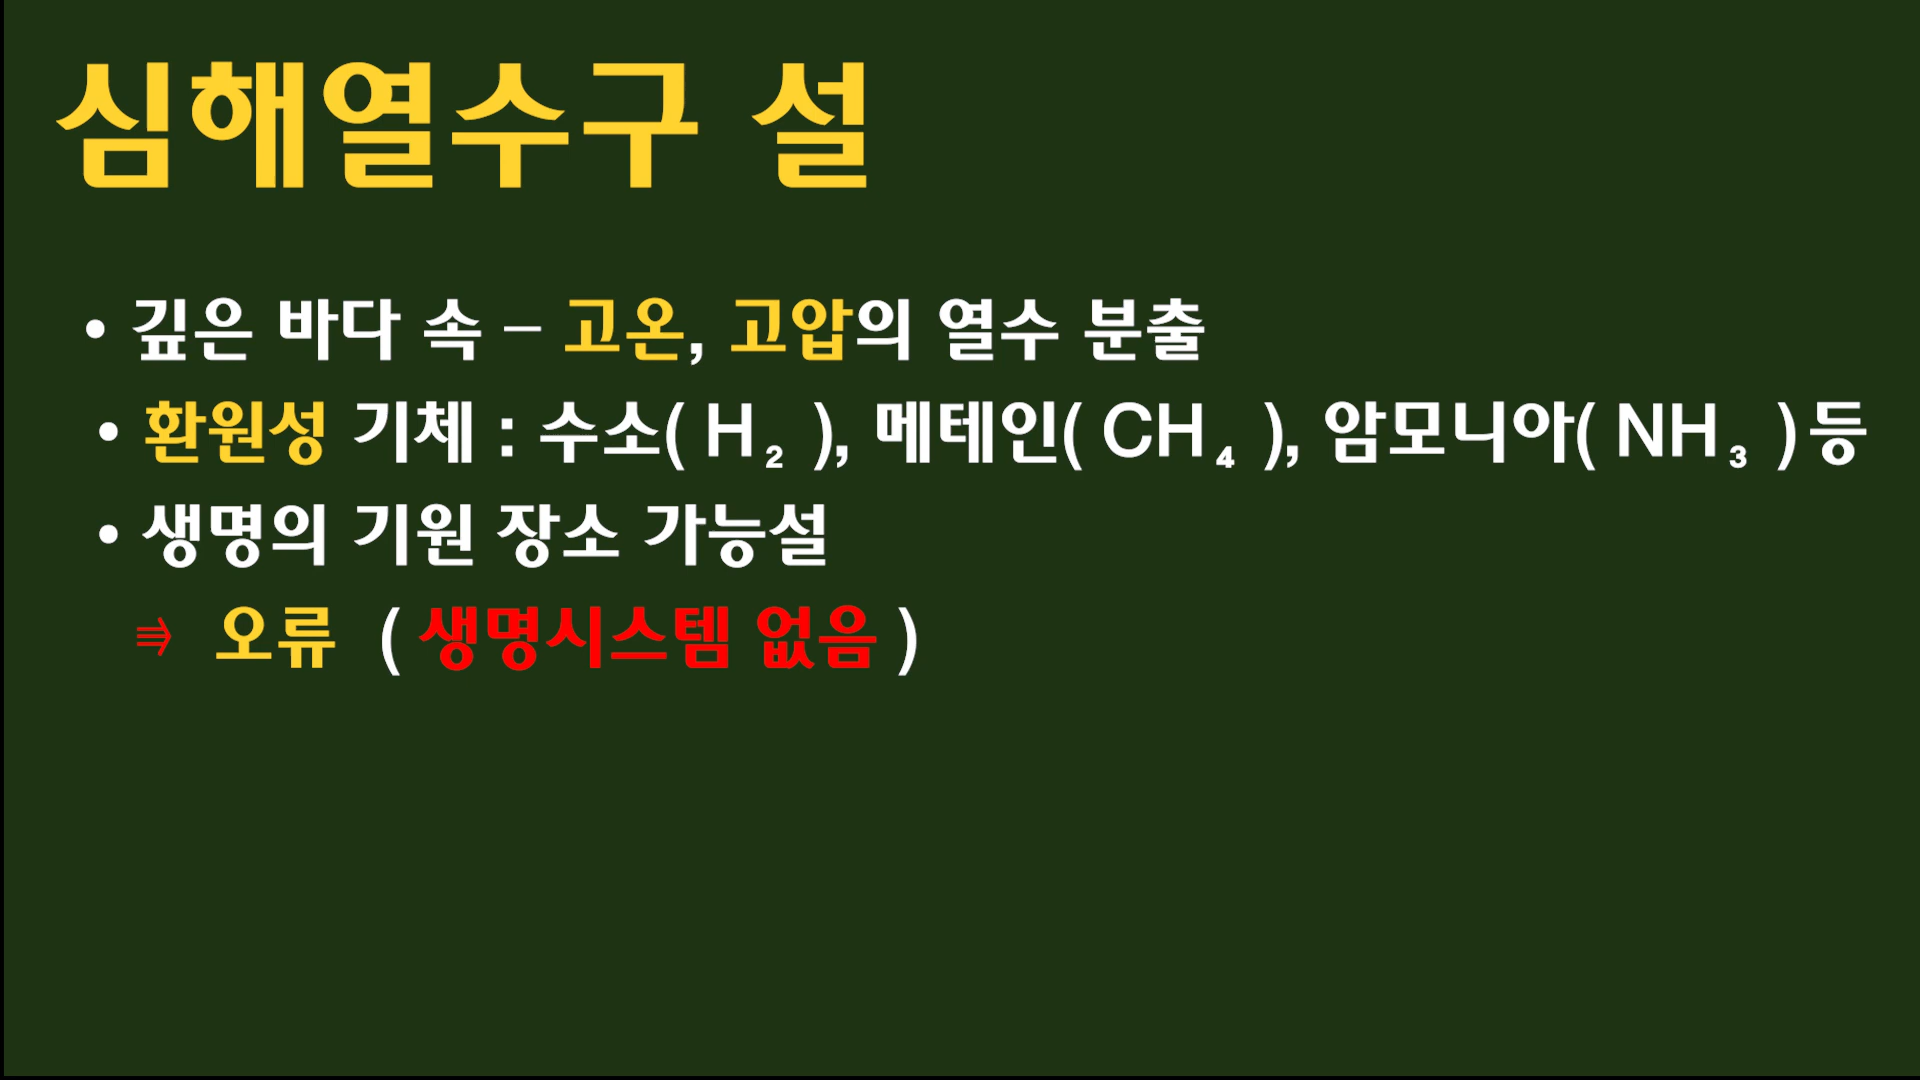 심해열수구 설
• 깊은 바다 속 – 고온, 고압의 열수 분출
• 환원성 기체 : 수소( H₂ ), 메테인( CH₄ ), 암모니아( NH₃ ) 등
• 생명의 기원 장소 가능설
⇛ 오류 ( 생명시스템 없음 )